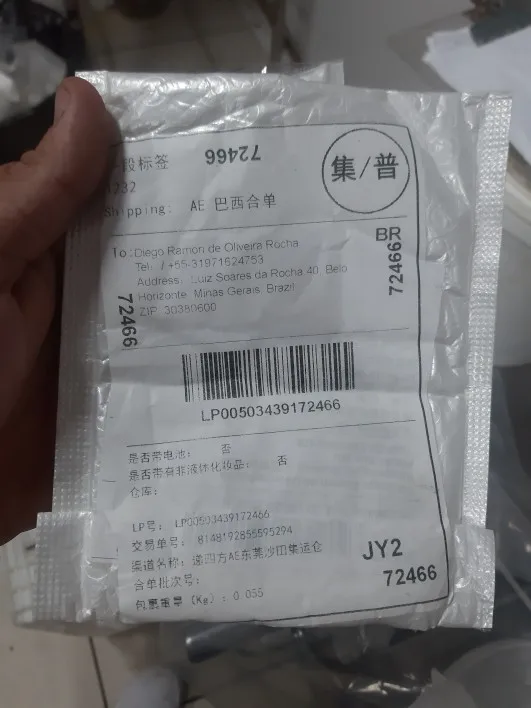 段标签
72466
72466
集/普
232
Shipping: AE 巴西合单
BR
72466
To: Diego Ramon de Oliveira Rocha
Tel: / +55-31971524753
Address: Luiz Soares da Rocha 40, Belo
Horizonte, Minas Gerais, Brazil
ZIP: 30380600
72466
LP00503439172466
是否带电池: 否
是否带有非液体化妆品: 否
仓库:
LP号: LP00503439172466
交易单号: 8148192855595294
渠道名称: 递四方AE东莞沙田集运仓
JY2
合单批次号:
72466
包裹重量 (Kg) : 0.055